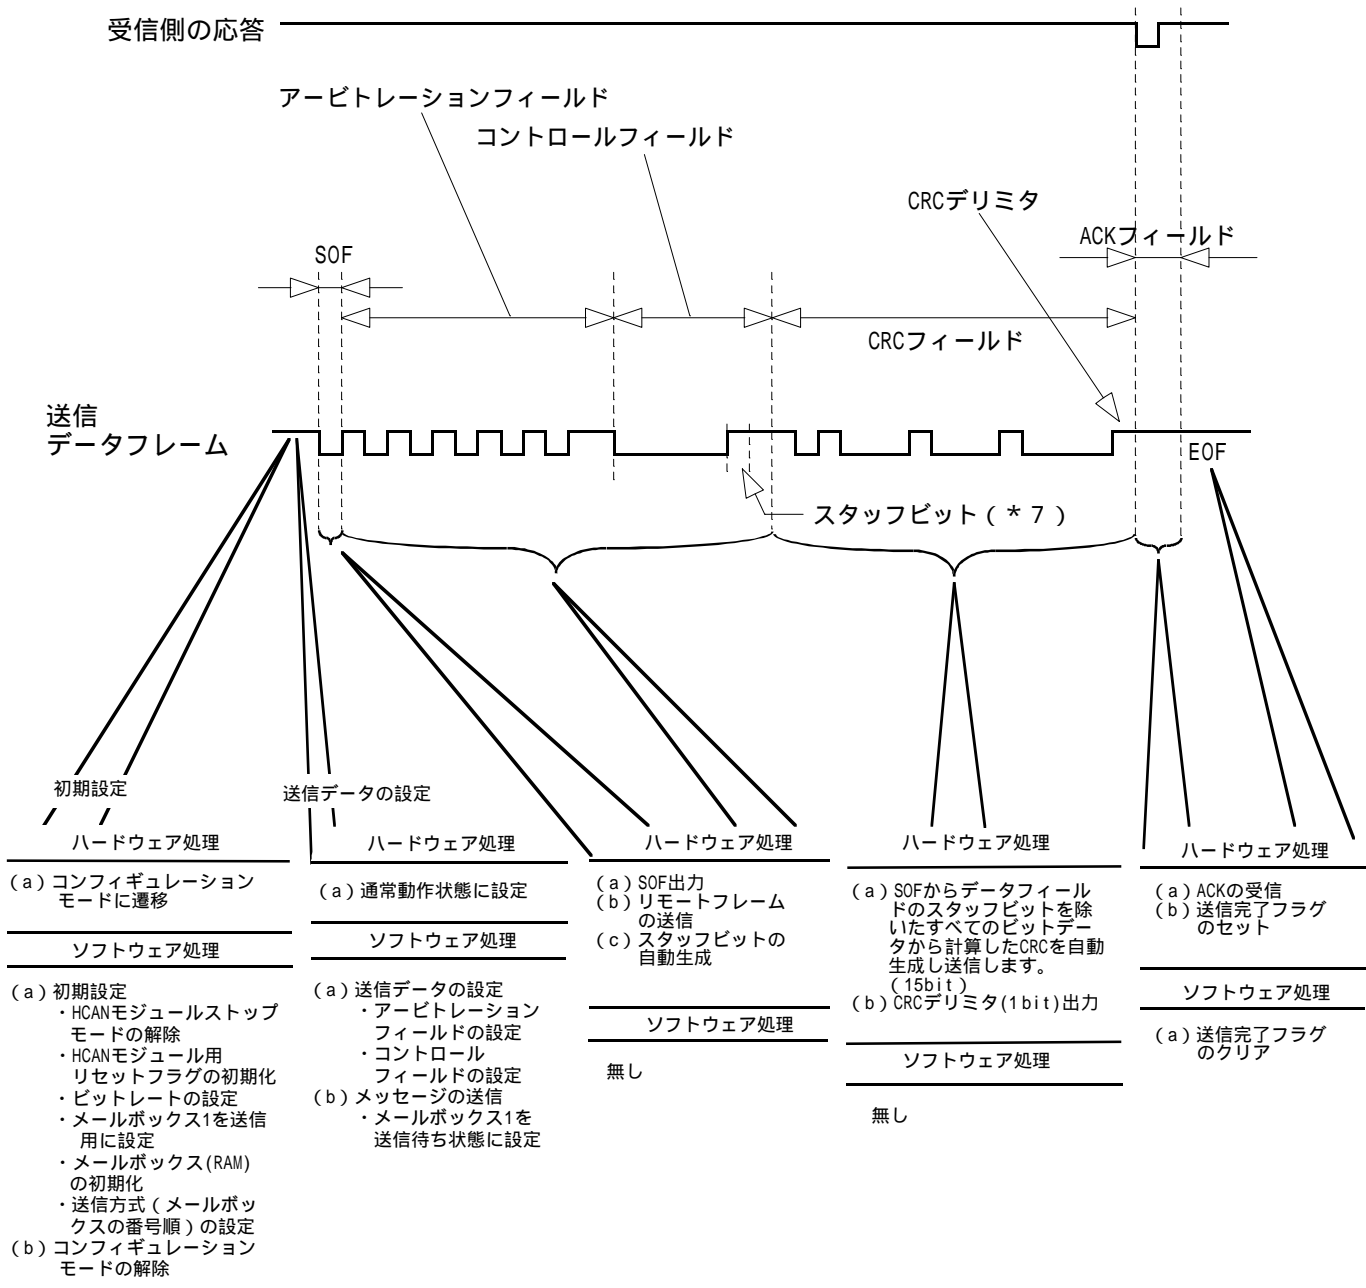 受信側の応答
アービトレーションフィールド
コントロールフィールド
CRCデリミタ
ACKフィールド
SOF
CRCフィールド
送信
データフレーム
EOF
スタッフビット(*7)
初期設定
ハードウェア処理
(a)コンフィギュレーション
モードに遷移
ソフトウェア処理
(a)初期設定
・HCANモジュールストップ
モードの解除
・HCANモジュール用
リセットフラグの初期化
・ビットレートの設定
・メールボックス1を送信
用に設定
・メールボックス(RAM)
の初期化
・送信方式(メールボッ
クスの番号順)の設定
(b)コンフィギュレーション
モードの解除
送信データの設定
ハードウェア処理
(a)通常動作状態に設定
ソフトウェア処理
(a)送信データの設定
・アービトレーション
フィールドの設定
・コントロール
フィールドの設定
(b)メッセージの送信
・メールボックス1を
送信待ち状態に設定
ハードウェア処理
(a)SOF出力
(b)リモートフレーム
の送信
(c)スタッフビットの
自動生成
ソフトウェア処理
無し
ハードウェア処理
(a)SOFからデータフィール
ドのスタッフビットを除
いたすべてのビットデー
タから計算したCRCを自動
生成し送信します。
(15bit)
(b)CRCデリミタ(1bit)出力
ソフトウェア処理
無し
ハードウェア処理
(a)ACKの受信
(b)送信完了フラグ
のセット
ソフトウェア処理
(a)送信完了フラグ
のクリア